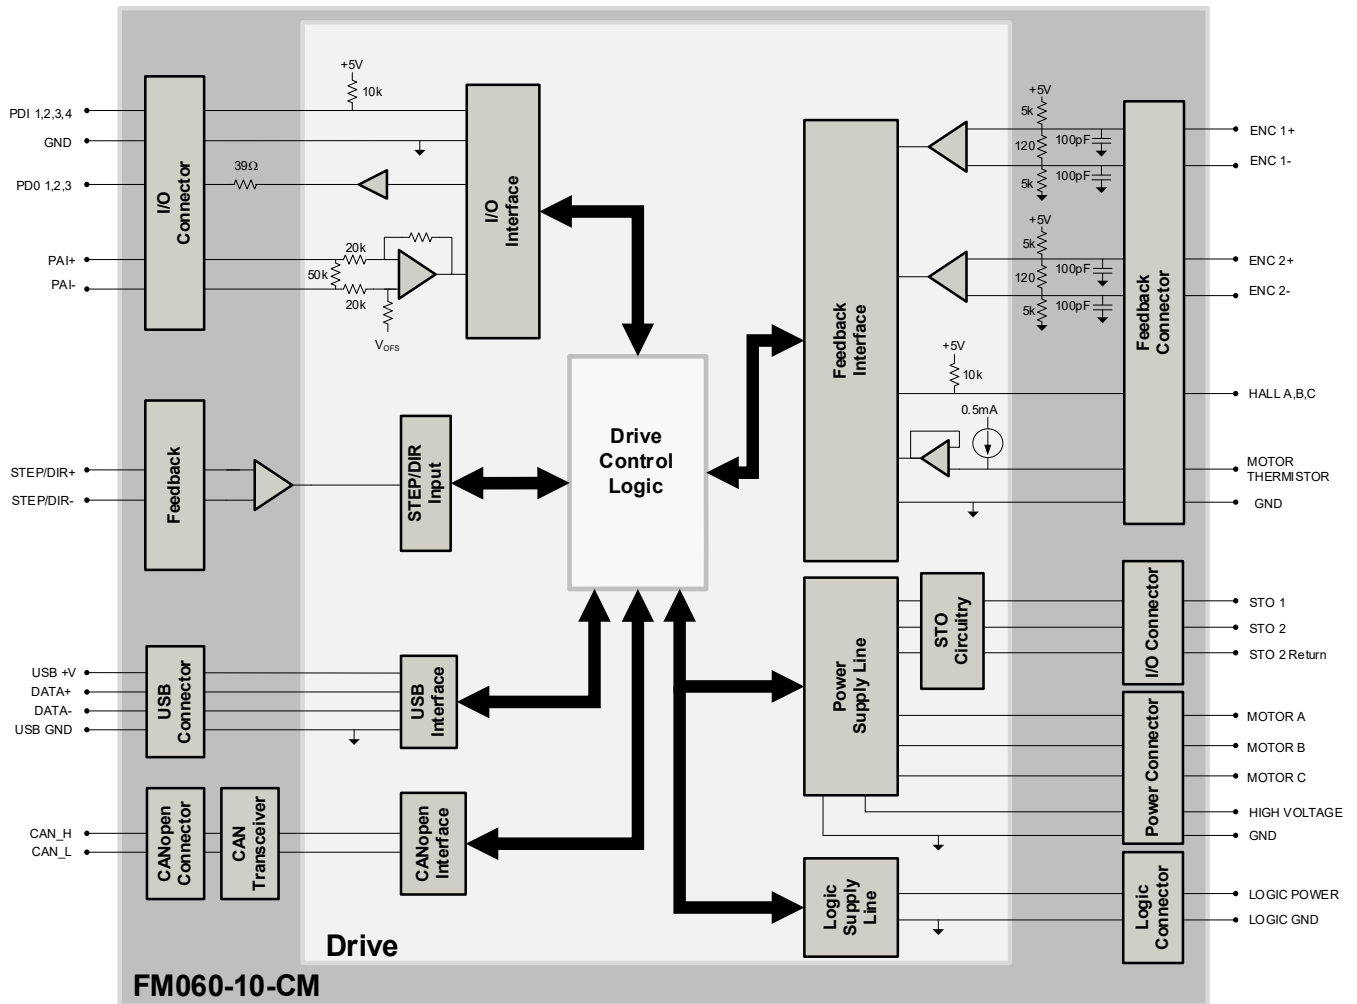 +5V
10k
PDI 1,2,3,4
GND
39Ω
PD0 1,2,3
PAI+
PAI-
20k
50k
20k
VOFS
I/O
Connector
I/O
Interface
STEP/DIR+
STEP/DIR-
Feedback
STEP/DIR
Input
USB +V
DATA+
DATA-
USB GND
USB
Connector
USB
Interface
CAN_H
CAN_L
CANopen
Connector
CAN
Transceiver
CANopen
Interface
Drive
Control
Logic
Feedback
Interface
+5V
5k
120
5k
100pF
100pF
+5V
5k
120
5k
100pF
100pF
+5V
10k
0.5mA
Feedback
Connector
ENC 1+
ENC 1-
ENC 2+
ENC 2-
HALL A,B,C
MOTOR
THERMISTOR
GND
Power
Supply Line
STO
Circuitry
I/O Connector
STO 1
STO 2
STO 2 Return
Power Connector
MOTOR A
MOTOR B
MOTOR C
HIGH VOLTAGE
GND
Logic
Supply
Line
Logic
Connector
LOGIC POWER
LOGIC GND
Drive
FM060-10-CM